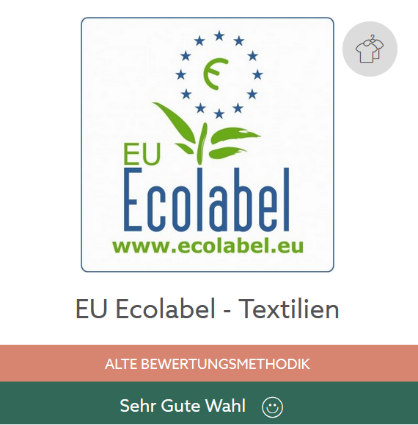 EU
Ecolabel
www.ecolabel.eu
EU Ecolabel - Textilien
ALTE BEWERTUNGSMETHODIK
Sehr Gute Wahl